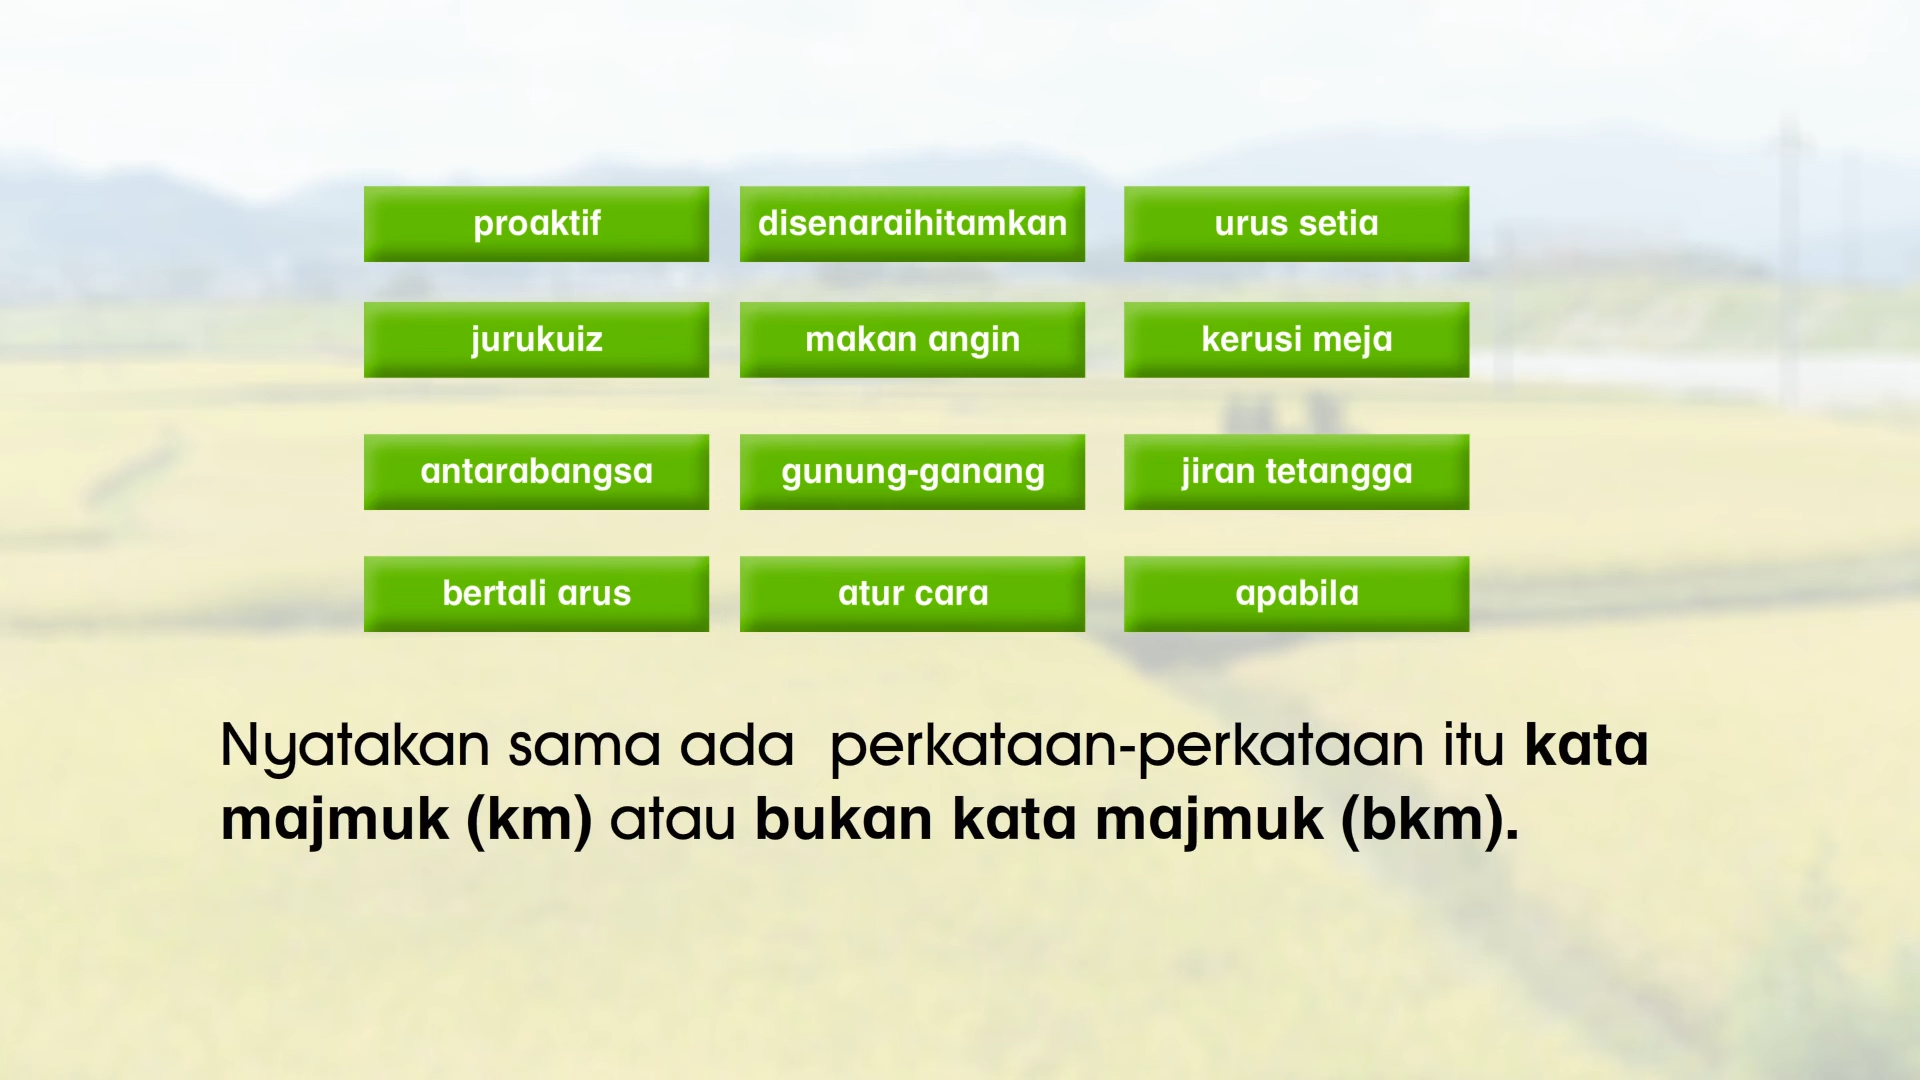 proaktif disenaraihitamkan urus setia
jurukuiz makan angin kerusi meja
antarabangsa gunung-ganang jiran tetangga
bertali arus atur cara apabila
Nyatakan sama ada perkataan-perkataan itu kata
majmuk (km) atau bukan kata majmuk (bkm).